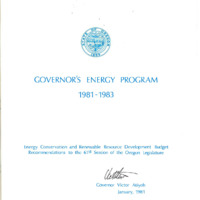 GOVERNOR'S ENERGY PROGRAM
1981-1983
Energy Conservation and Renewable Resource Development Budget
Recommendations to the 61st Session of the Oregon Legislature
Governor Victor Atiyeh
January, 1981